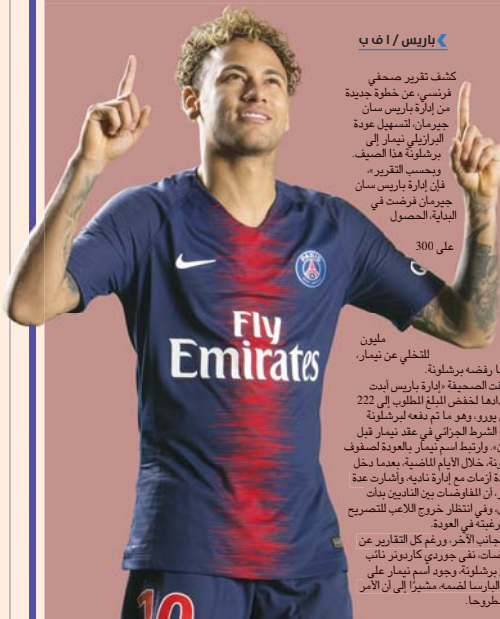 باريس / ا ف ب
كشف تقرير صحفي
فرنسي، عن خطوة جديدة
من إدارة باريس سان
جيرمان، لتسهيل عودة
البرازيلي نيمار إلى
برشلونة هذا الصيف.
وبحسب التقرير»،
فإن إدارة باريس سان
جيرمان فرضت في
البداية، الحصول
على 300
مليون
للتخلي عن نيمار،
رفضه برشلونة.
الصحيفة «إدارة باريس أبدت
لخفض المبلغ المطلوب إلى 222
يورو، وهو ما تم دفعه لبرشلونة
الشرط الجزائي في عقد نيمار قبل
وارتبط اسم نيمار بالعودة لصفوف
خلال الأيام الماضية، بعدما دخل
أزمات مع إدارة ناديه، وأشارت عدة
أن المفاوضات بين الناديين بدأت
وفي انتظار خروج اللاعب للتصريح
رغبته في العودة.
الآخر، ورغم كل التقارير عن
نفى جوردي كاردونر نائب
برشلونة، وجود اسم نيمار على
البارسا لضمه، مشيرًا إلى أن الأمر
PARIS
Fly
Emirates
10